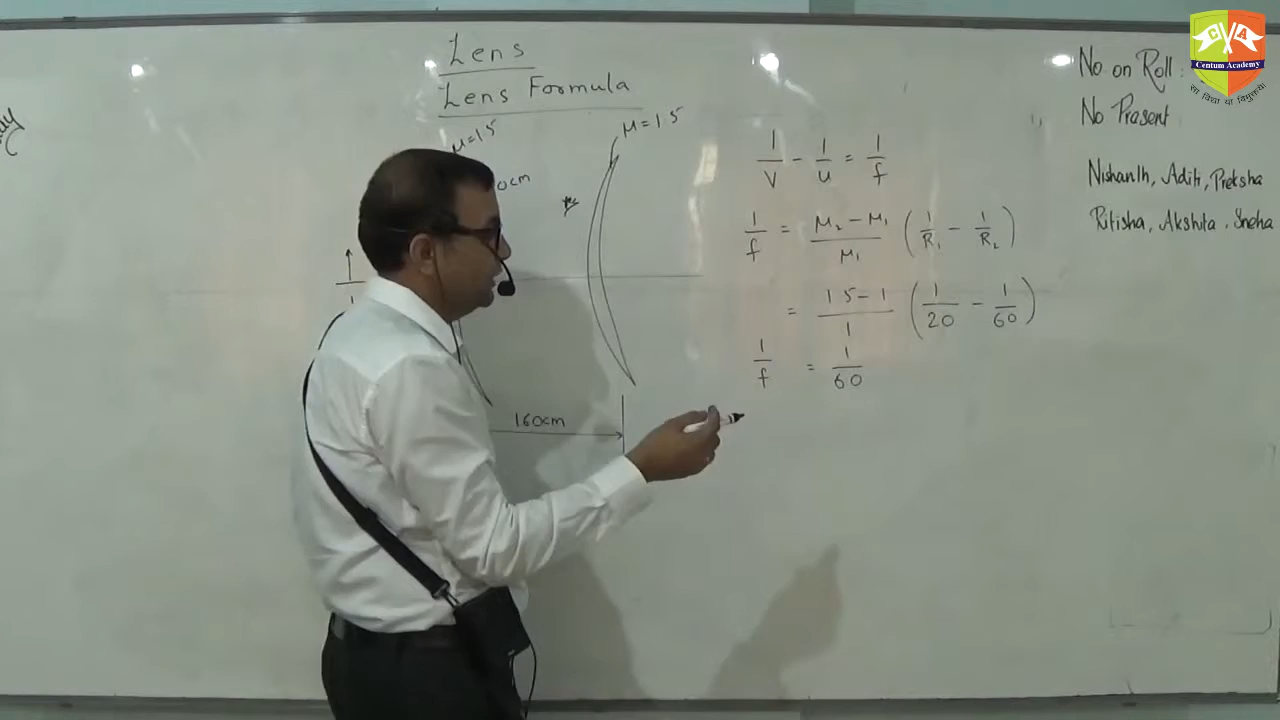 Lens
Lens Formula
μ=1 5
0cm
μ=1 5
160cm
1/v - 1/u = 1/f
1/f = μ₂ - μ₁/μ₁ (1/R₁ - 1/R₂)
= 1 5 - 1/1 (1/20 - 1/60)
1/f = 1/60
No on Roll :
No Present
Nishanth, Aditi, Preksha
Ritisha, Akshita, Sneha
C A
Centum Academy